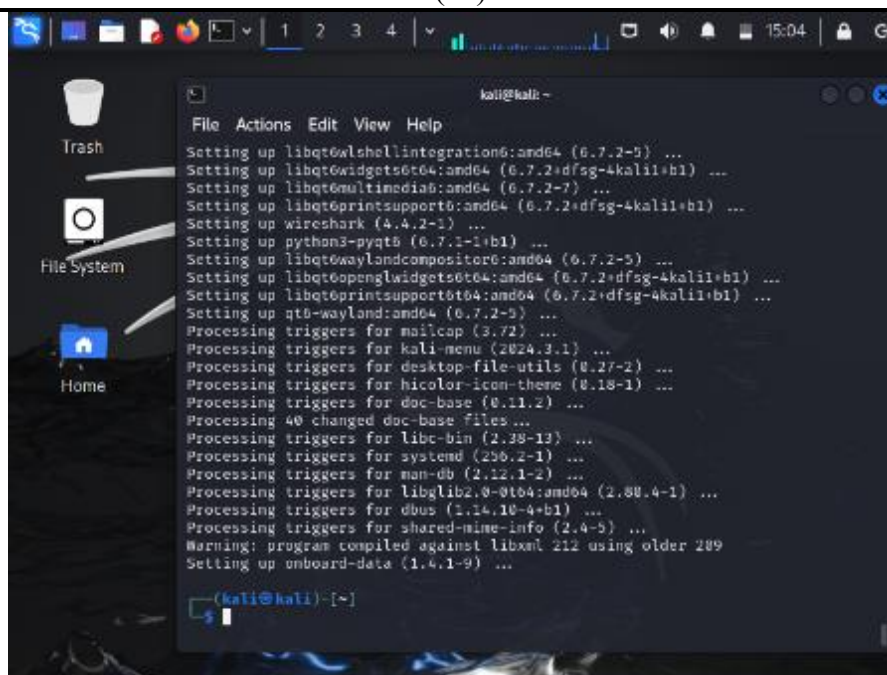 1 2 3 4 15:04 G
kali@kali: ~
File Actions Edit View Help
Trash
File System
Home
Setting up libqt6wlshellintegration6:amd64 (6.7.2-5) ...
Setting up libqt6widgets6t64:amd64 (6.7.2+dfsg-4kali1+b1) ...
Setting up libqt6multimedia6:amd64 (6.7.2-7) ...
Setting up libqt6printsupport6:amd64 (6.7.2+dfsg-4kali1+b1) ...
Setting up wireshark (4.4.2-1) ...
Setting up python3-pyqt6 (6.7.1-1+b1) ...
Setting up libqt6waylandcompositor6:amd64 (6.7.2-5) ...
Setting up libqt6openglwidgets6t64:amd64 (6.7.2+dfsg-4kali1+b1) ...
Setting up libqt6printsupport6t64:amd64 (6.7.2+dfsg-4kali1+b1) ...
Setting up qt6-wayland:amd64 (6.7.2-5) ...
Processing triggers for mailcap (3.72) ...
Processing triggers for kali-menu (2024.3.1) ...
Processing triggers for desktop-file-utils (0.27-2) ...
Processing triggers for hicolor-icon-theme (0.18-1) ...
Processing triggers for doc-base (0.11.2) ...
Processing 40 changed doc-base files ...
Processing triggers for libc-bin (2.38-13) ...
Processing triggers for systemd (256.2-1) ...
Processing triggers for man-db (2.12.1-2) ...
Processing triggers for libglib2.0-0t64:amd64 (2.80.4-1) ...
Processing triggers for dbus (1.14.10-4+b1) ...
Processing triggers for shared-mime-info (2.4-5) ...
Warning: program compiled against libxml 212 using older 209
Setting up onboard-data (1.4.1-9) ...
(kali㉿kali)-[~]
$